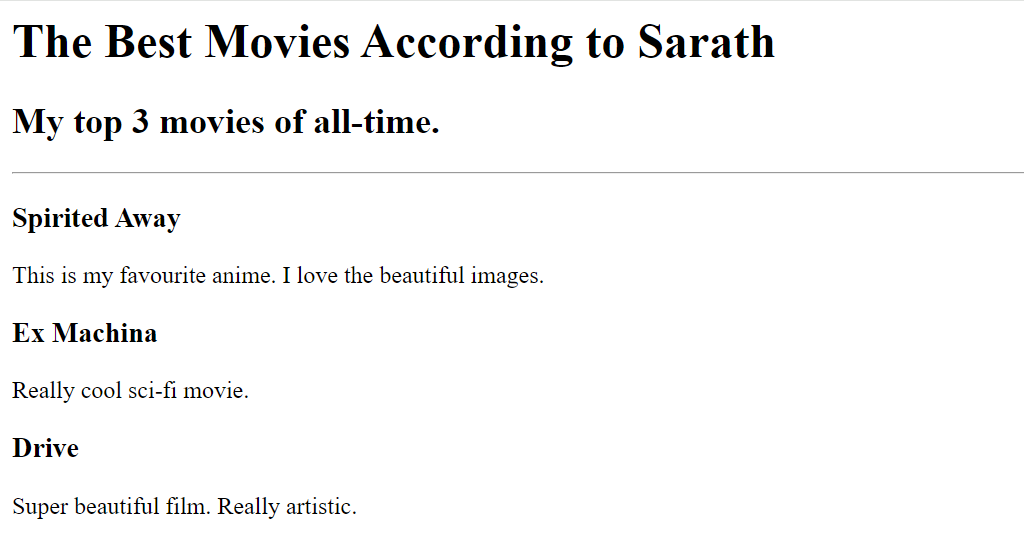 The Best Movies According to Sarath
My top 3 movies of all-time.
Spirited Away
This is my favourite anime. I love the beautiful images.
Ex Machina
Really cool sci-fi movie.
Drive
Super beautiful film. Really artistic.